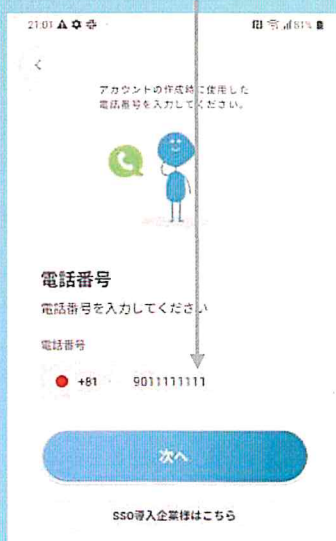 21:01
81%
アカウントの作成時に使用した
電話番号を入力してください。
電話番号
電話番号を入力してください
電話番号
+81 9011111111
次へ
SSO導入企業様はこちら